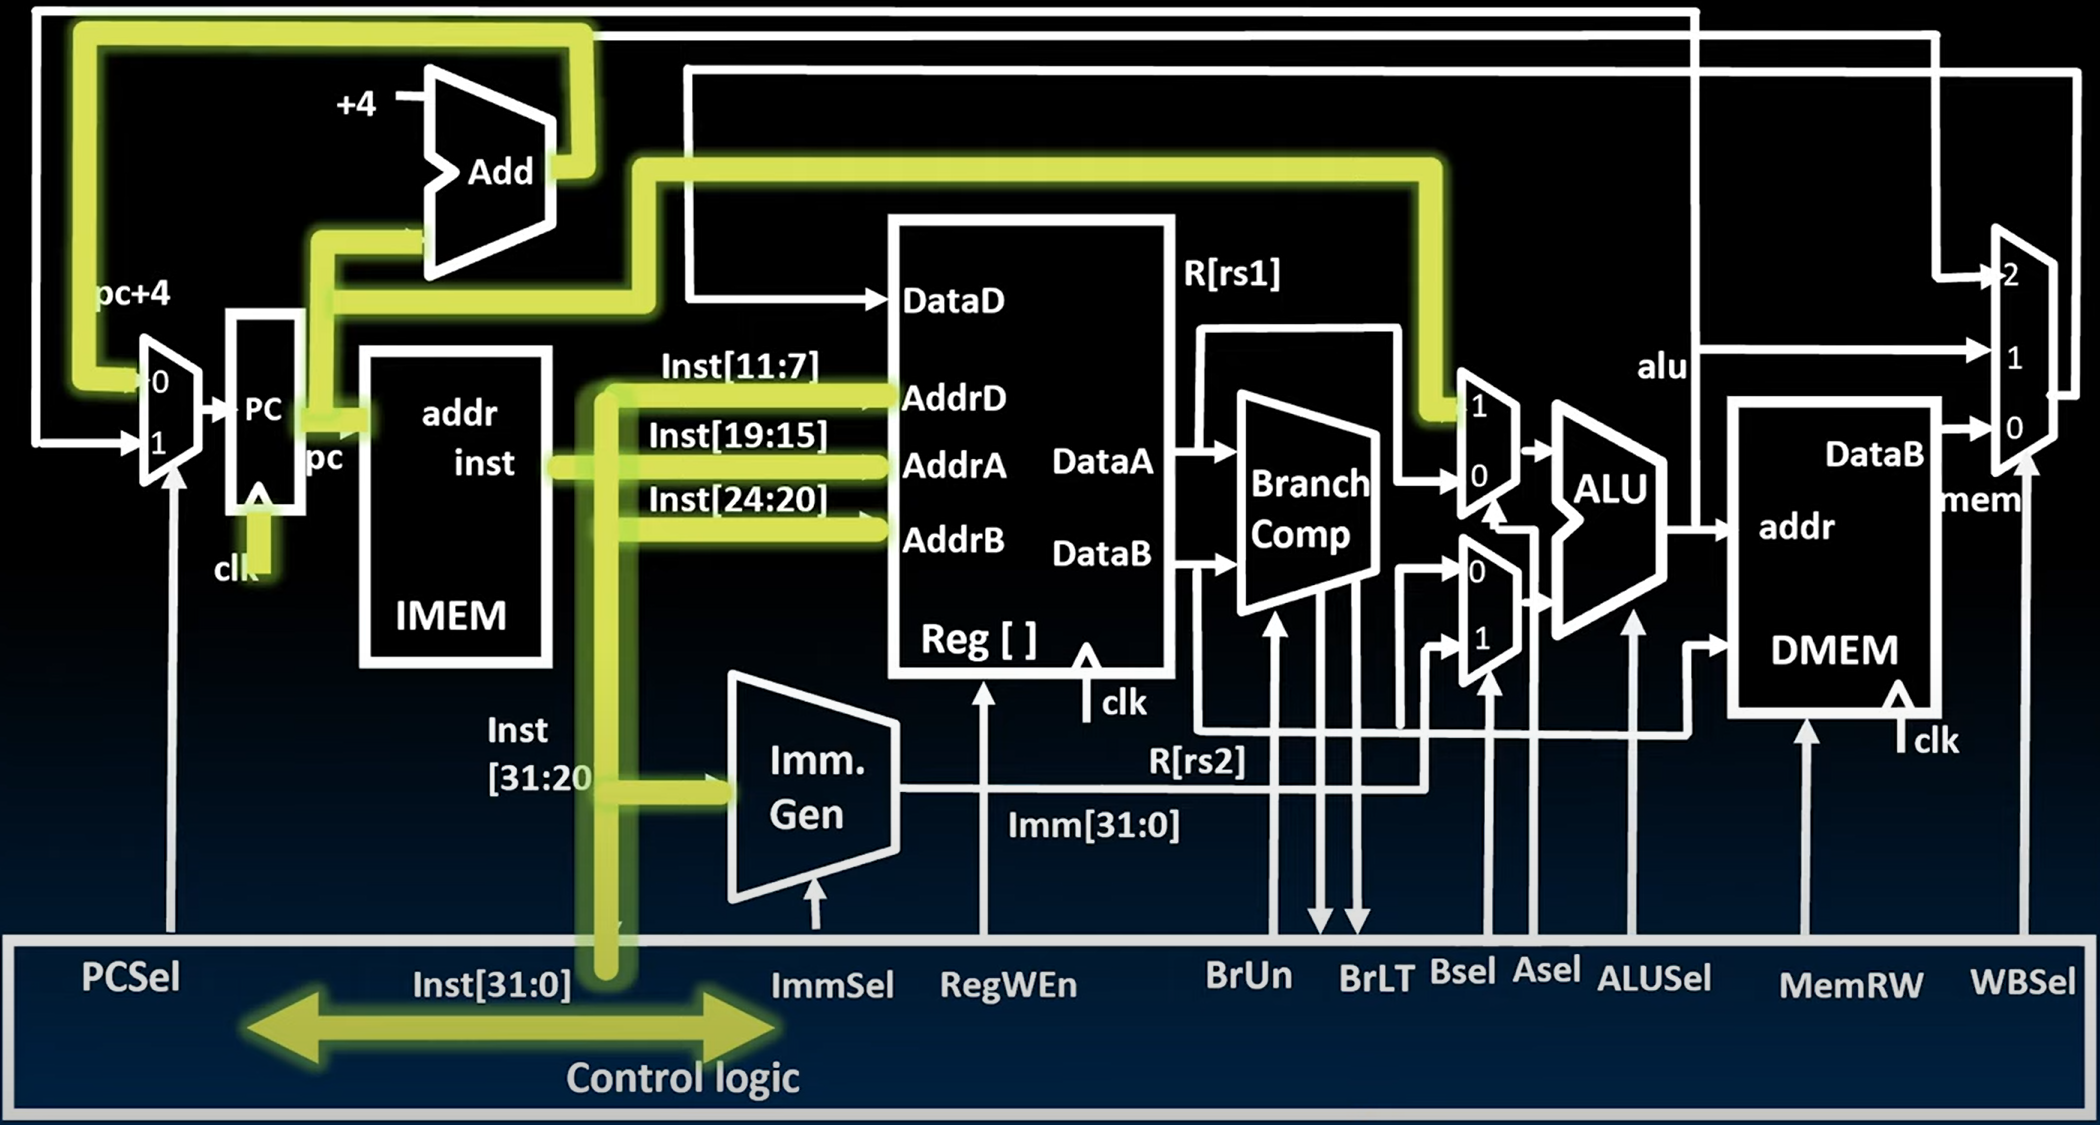 +4
Add
pc+4
0
1
PC
clk
pc
addr
inst
IMEM
Inst[11:7]
Inst[19:15]
Inst[24:20]
Inst
[31:20
DataD
AddrD
AddrA
AddrB
DataA
DataB
Reg [ ]
clk
R[rs1]
Imm.
Gen
R[rs2]
Imm[31:0]
Branch
Comp
1
0
0
1
ALU
alu
addr
DataB
DMEM
clk
mem
2
1
0
PCSel
Inst[31:0]
ImmSel
RegWEn
BrUn
BrLT
Bsel
Asel
ALUSel
MemRW
WBSel
Control logic